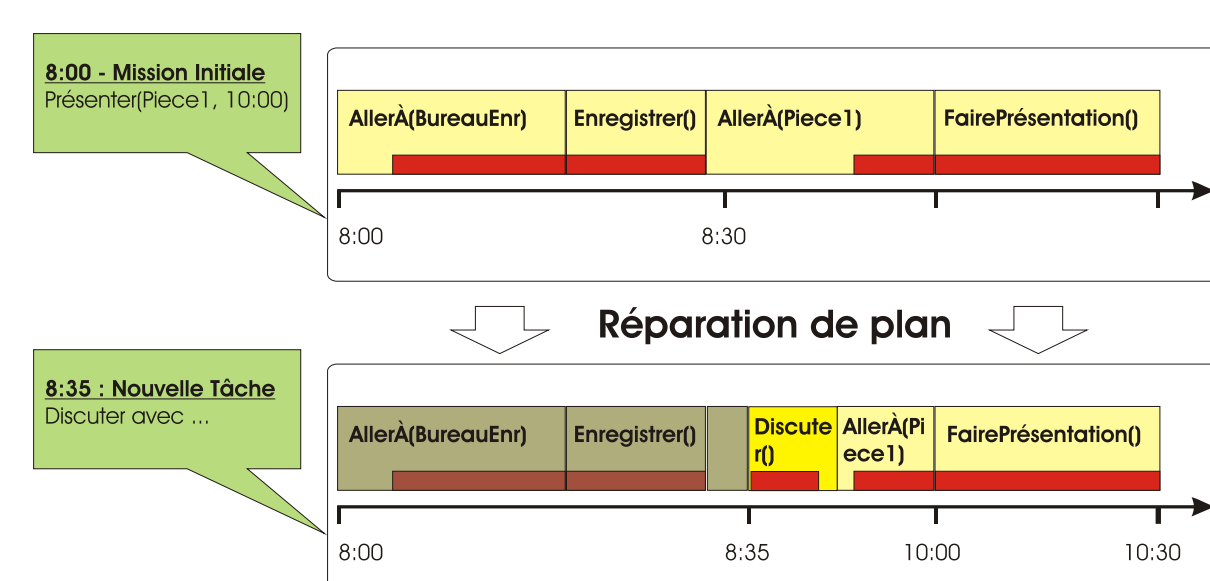 8:00 - Mission Initiale
Présenter(Piece1, 10:00)
AllerÀ(BureauEnr)
Enregistrer()
AllerÀ(Piece1)
FairePrésentation()
8:00
8:30
Réparation de plan
8:35 : Nouvelle Tâche
Discuter avec ...
AllerÀ(BureauEnr)
Enregistrer()
Discute
r()
AllerÀ(Pi
ece1)
FairePrésentation()
8:00
8:35
10:00
10:30